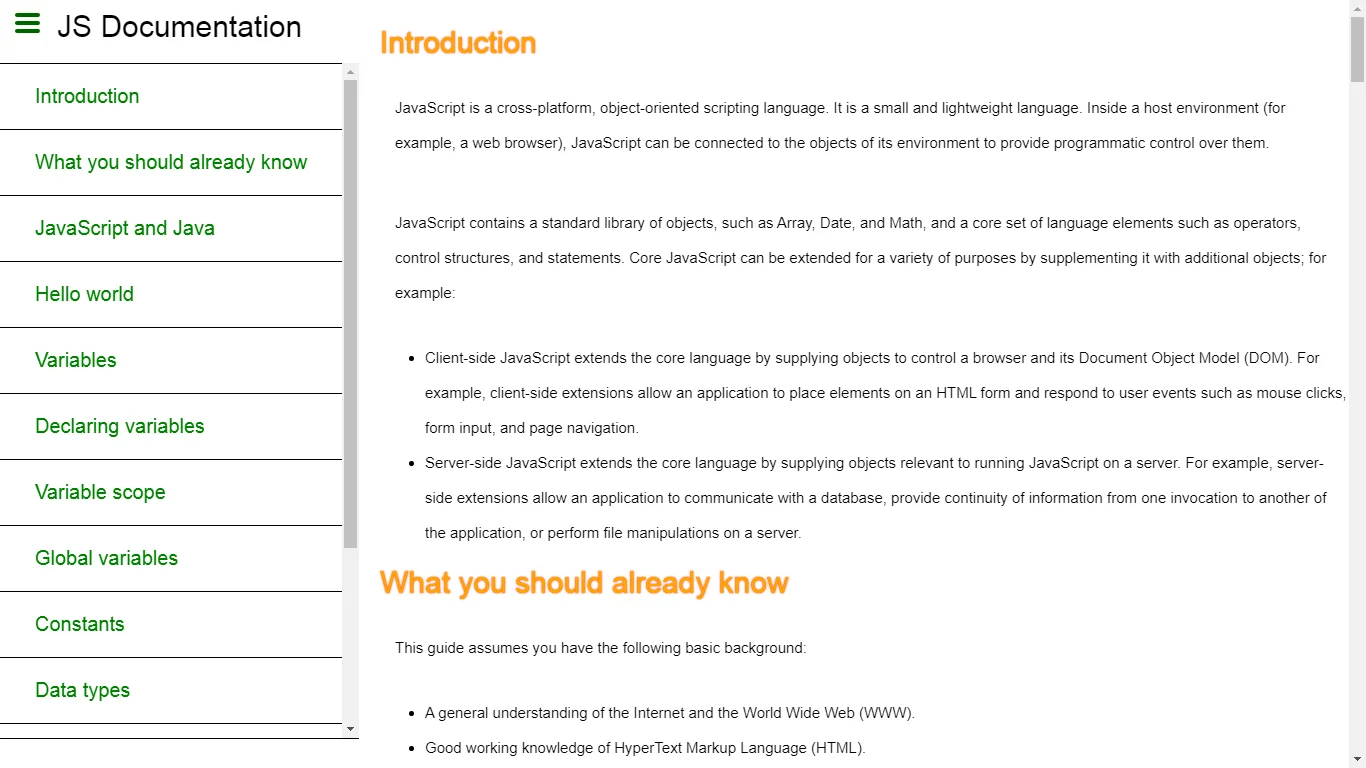 JS Documentation
Introduction
What you should already know
JavaScript and Java
Hello world
Variables
Declaring variables
Variable scope
Global variables
Constants
Data types
Introduction
JavaScript is a cross-platform, object-oriented scripting language. It is a small and lightweight language. Inside a host environment (for
example, a web browser), JavaScript can be connected to the objects of its environment to provide programmatic control over them.
JavaScript contains a standard library of objects, such as Array, Date, and Math, and a core set of language elements such as operators,
control structures, and statements. Core JavaScript can be extended for a variety of purposes by supplementing it with additional objects; for
example:
Client-side JavaScript extends the core language by supplying objects to control a browser and its Document Object Model (DOM). For
example, client-side extensions allow an application to place elements on an HTML form and respond to user events such as mouse clicks,
form input, and page navigation.
Server-side JavaScript extends the core language by supplying objects relevant to running JavaScript on a server. For example, server-
side extensions allow an application to communicate with a database, provide continuity of information from one invocation to another of
the application, or perform file manipulations on a server.
What you should already know
This guide assumes you have the following basic background:
A general understanding of the Internet and the World Wide Web (WWW).
Good working knowledge of HyperText Markup Language (HTML).